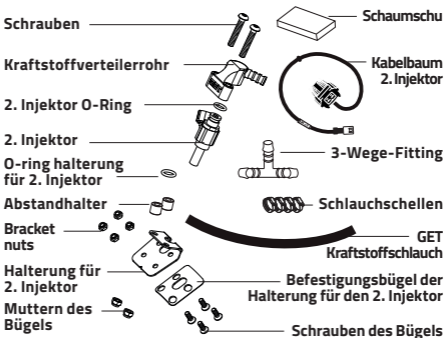 Schrauben
Kraftstoffverteilerrohr
2. Injektor O-Ring
2. Injektor
O-ring halterung
für 2. Injektor
Abstandhalter
Bracket
nuts
Halterung für
2. Injektor
Muttern des
Bügels
Schaumschu
Kabelbaum
2. Injektor
3-Wege-Fitting
Schlauchschellen
GET
Kraftstoffschlauch
Befestigungsbügel der
Halterung für den 2. Injektor
Schrauben des Bügels